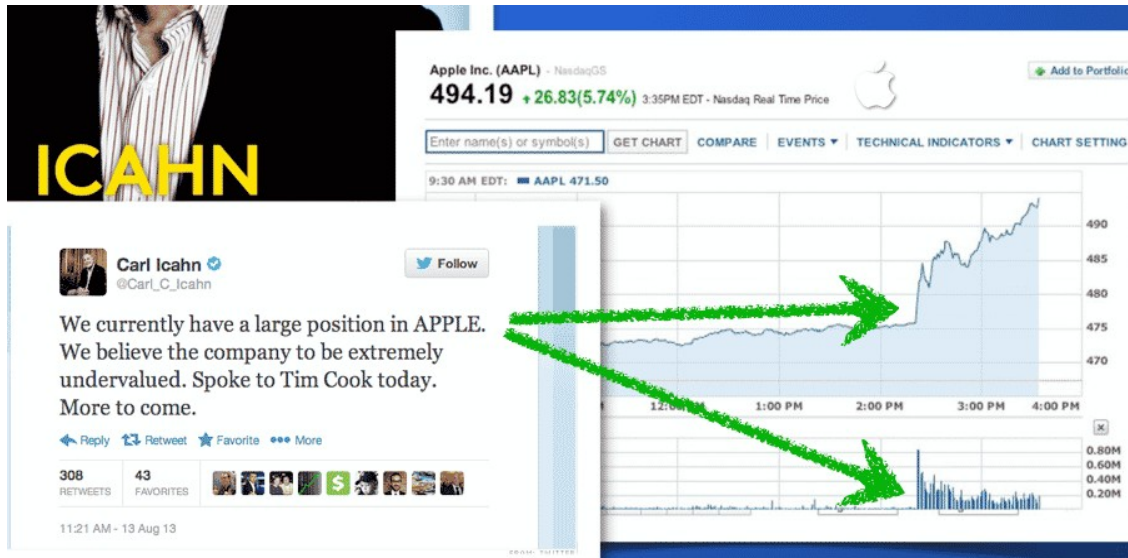 ICAHN
Carl Icahn
@Carl_C_Icahn
Follow
We currently have a large position in APPLE.
We believe the company to be extremely
undervalued. Spoke to Tim Cook today.
More to come.
Reply Retweet Favorite More
308 43
RETWEETS FAVORITES
11:21 AM - 13 Aug 13
Apple Inc. (AAPL) - NasdaqGS
Add to Portfolio
494.19 26.83(5.74%) 3:35PM EDT - Nasdaq Real Time Price
Enter name(s) or symbol(s) GET CHART COMPARE EVENTS TECHNICAL INDICATORS CHART SETTING
9:30 AM EDT: AAPL 471.50
490
485
480
475
470
1:00 PM 2:00 PM 3:00 PM 4:00 PM
0.80M
0.60M
0.40M
0.20M